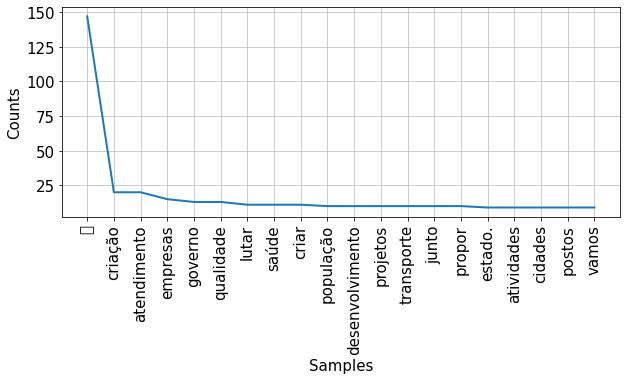 150
125
100
75
50
25
Counts
criação
atendimento
empresas
governo
qualidade
lutar
saúde
criar
população
desenvolvimento
projetos
transporte
junto
propor
estado.
atividades
cidades
postos
vamos
Samples